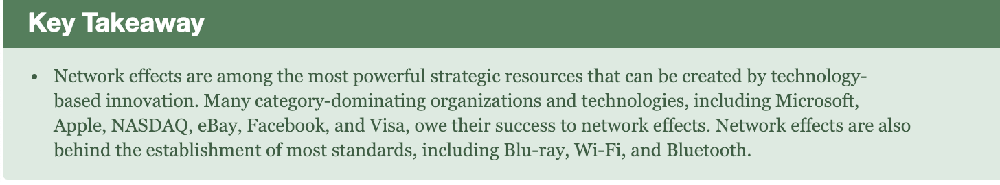 Key Takeaway
• Network effects are among the most powerful strategic resources that can be created by technology-
based innovation. Many category-dominating organizations and technologies, including Microsoft,
Apple, NASDAQ, eBay, Facebook, and Visa, owe their success to network effects. Network effects are also
behind the establishment of most standards, including Blu-ray, Wi-Fi, and Bluetooth.